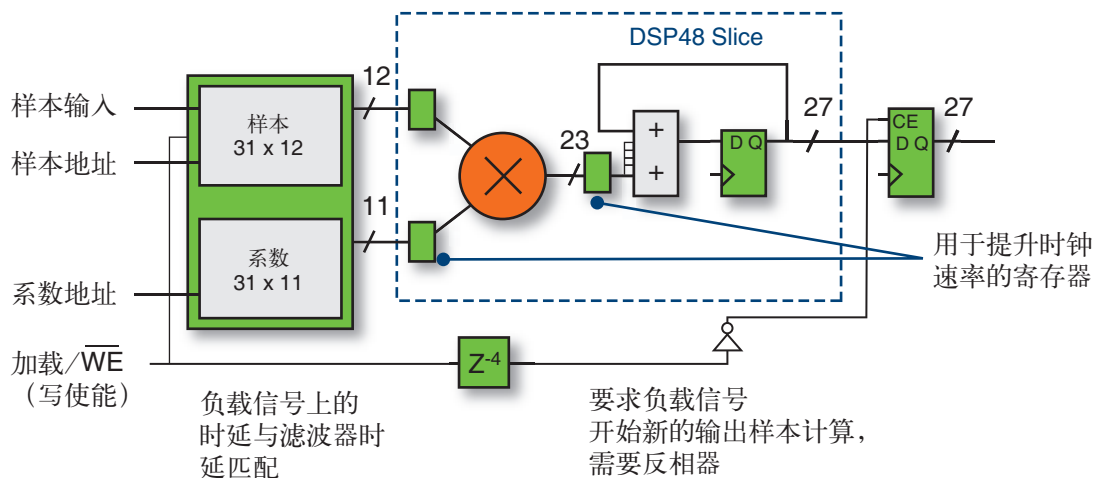 DSP48 Slice
12
27
27
样本输入
样本
31 x 12
样本地址
23
+
+
D Q
CE
D Q
11
系数
31 x 11
系数地址
用于提升时钟
速率的寄存器
加载/W̅E̅
（写使能）
Z-4
负载信号上的
时延与滤波器时
延匹配
要求负载信号
开始新的输出样本计算，
需要反相器